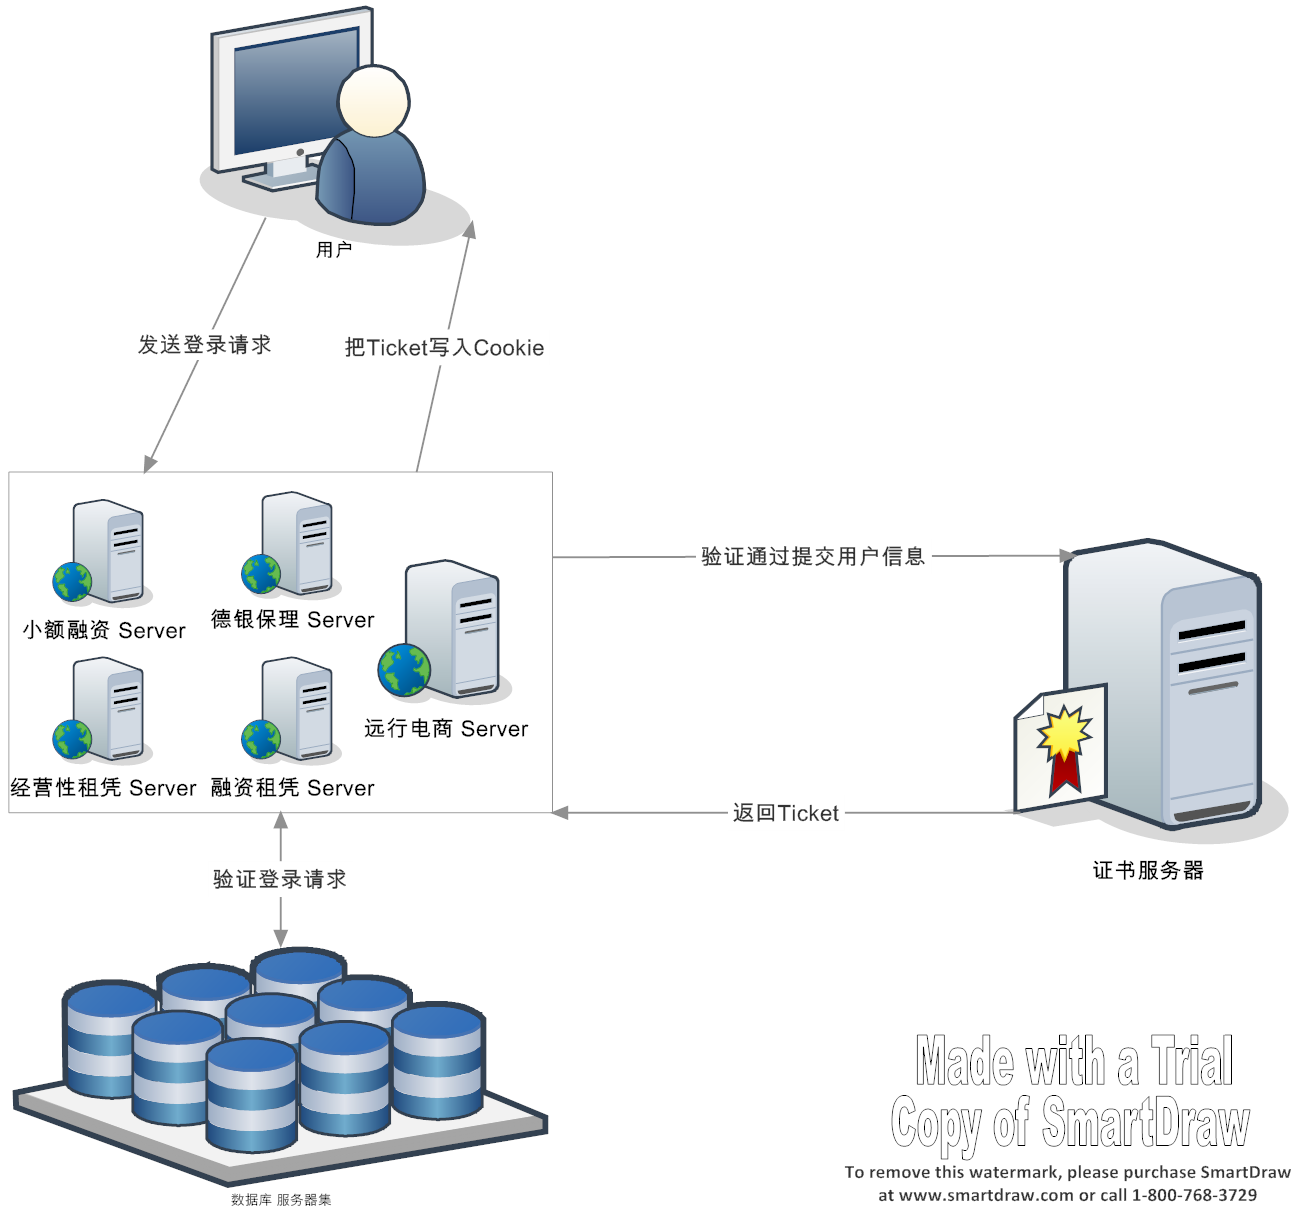 用户
发送登录请求
把Ticket写入Cookie
小额融资 Server
德银保理 Server
远行电商 Server
经营性租凭 Server
融资租凭 Server
验证通过提交用户信息
返回Ticket
证书服务器
验证登录请求
数据库 服务器集
Made with a Trial
Copy of SmartDraw
To remove this watermark, please purchase SmartDraw
at www.smartdraw.com or call 1-800-768-3729